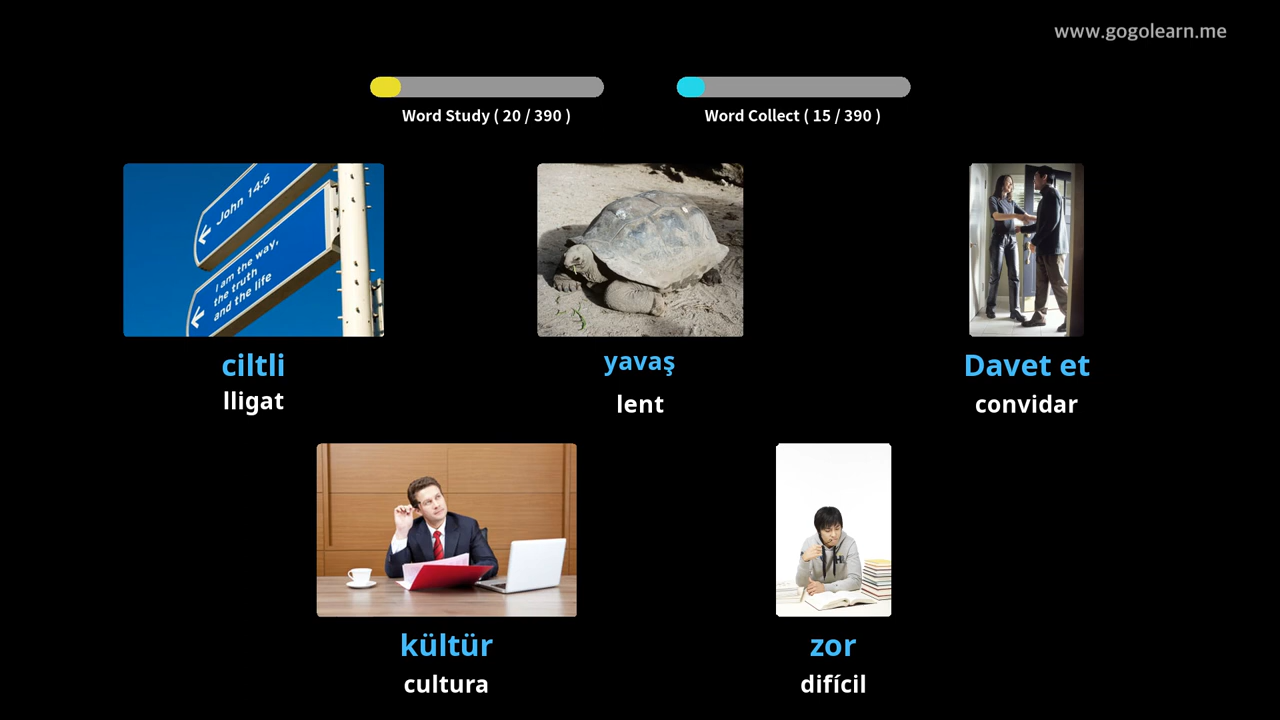 www.gogolearn.me
Word Study ( 20 / 390 )
Word Collect ( 15 / 390 )
John 14:6
I am the way,
the truth
and the life
ciltli
lligat
yavaş
lent
Davet et
convidar
kültür
cultura
zor
difícil